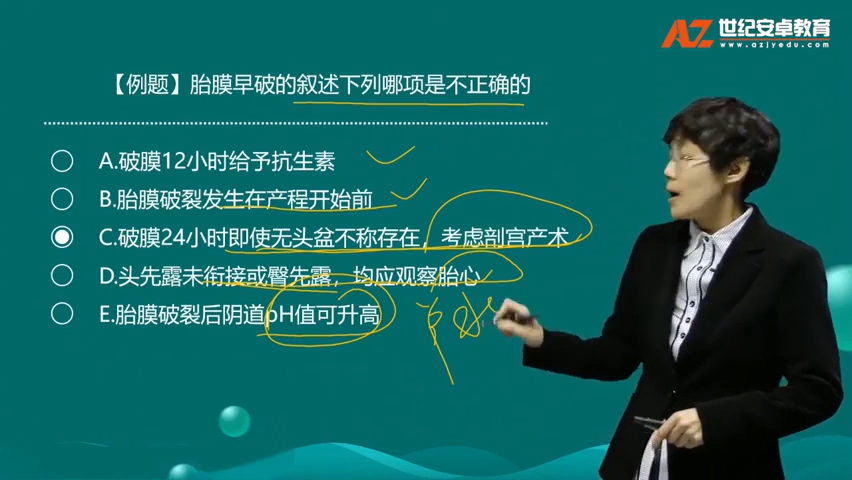 AZ 世纪安卓教育
www.azjyedu.com
【例题】胎膜早破的叙述下列哪项是不正确的
A.破膜12小时给予抗生素
B.胎膜破裂发生在产程开始前
C.破膜24小时即使无头盆不称存在，考虑剖宫产术
D.头先露未衔接或臀先露，均应观察胎心
E.胎膜破裂后阴道pH值可升高